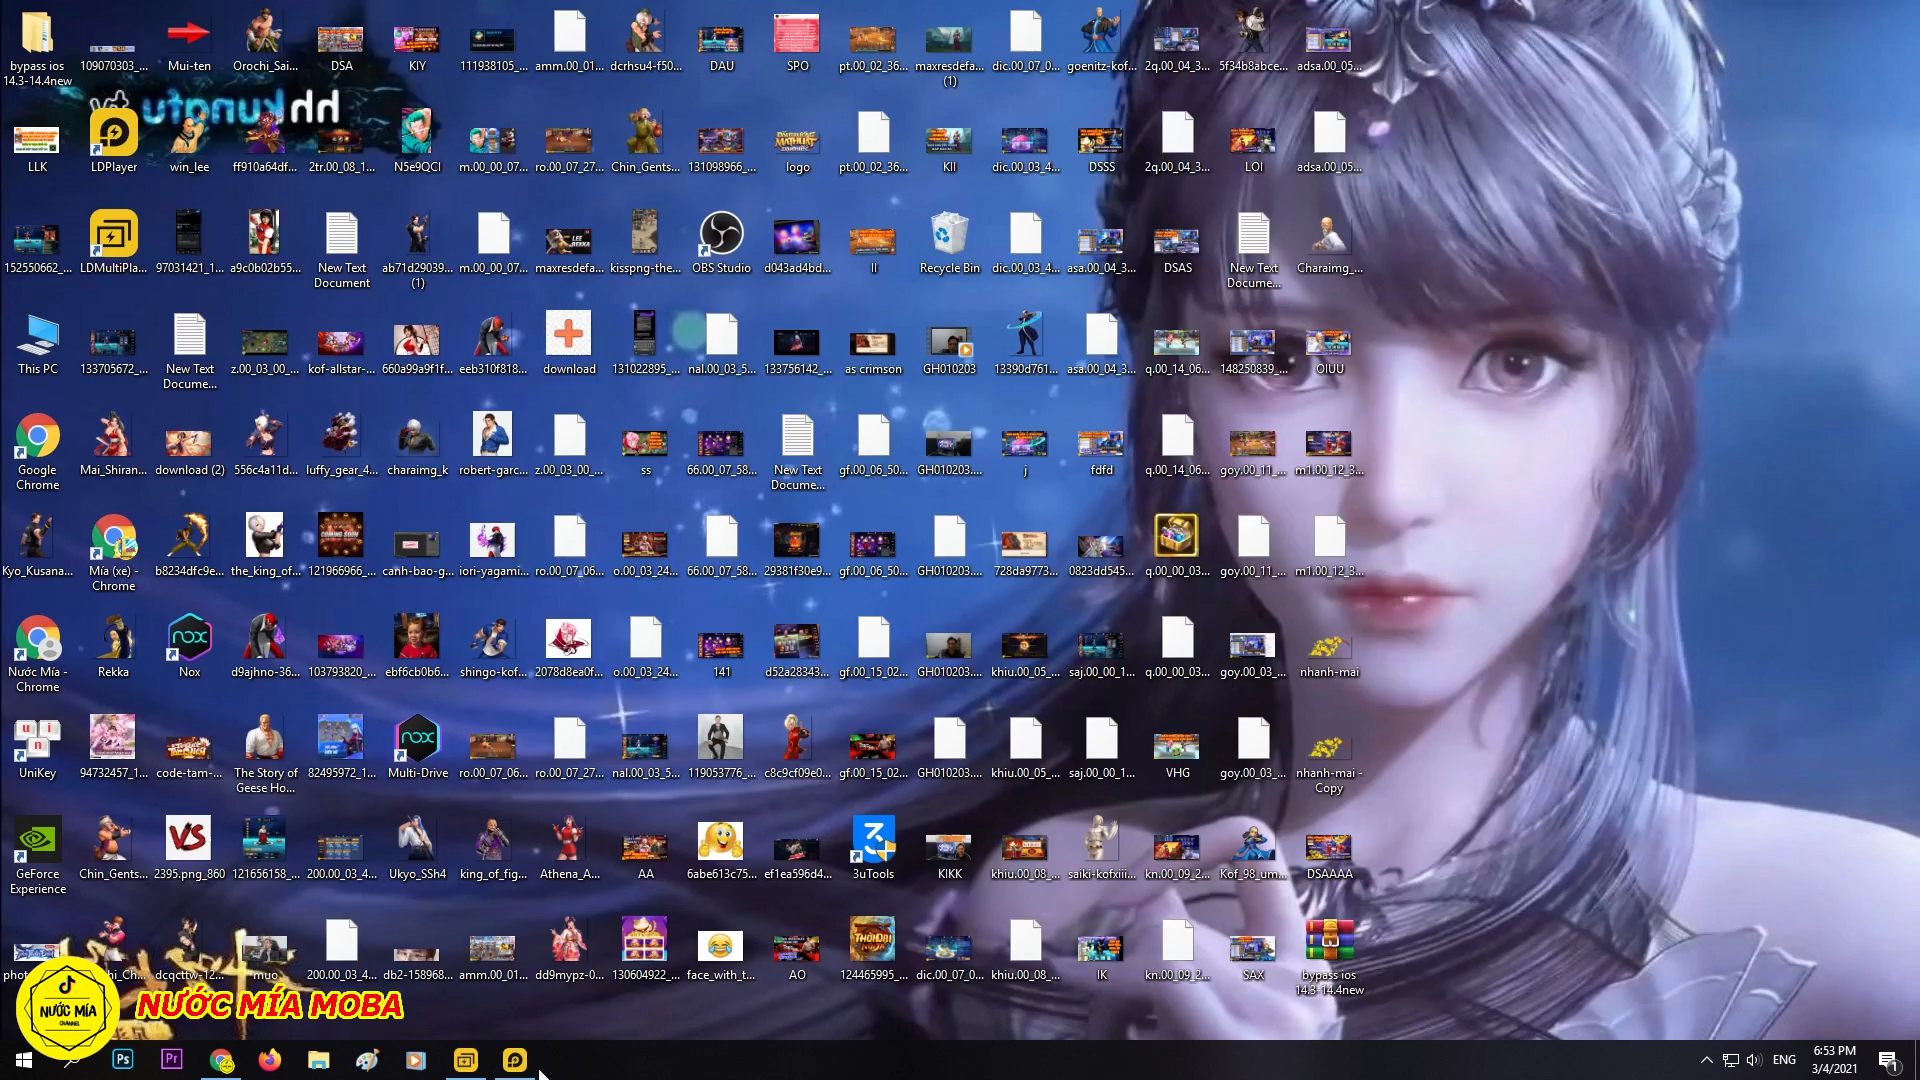 bypass ios 14.3-14.4new
109070303_...
Mui-ten
Orochi_Sai...
DSA
KIY
111938105_...
amm.00_01...
dcrhsu4-f50...
DAU
SPO
pt.00_02_36...
maxresdefa... (1)
dic.00_07_0...
goenitz-kof...
2q.00_04_3...
5f34b8abce...
adsa.00_05...
LLK
LDPlayer
win_lee
ff910a64df...
2tr.00_08_1...
N5e9QCl
m.00_00_07...
ro.00_07_27...
Chin_Gents...
131098966_...
logo
pt.00_02_36...
KII
dic.00_03_4...
DSSS
2q.00_04_3...
LOI
adsa.00_05...
152550662_...
LDMultiPla...
97031421_1...
a9c0b02b55...
New Text Document
ab71d29039... (1)
m.00_00_07...
maxresdefa...
kisspng-the...
OBS Studio
d043ad4bd...
II
Recycle Bin
dic.00_03_4...
asa.00_04_3...
DSAS
New Text Docume...
Charaimg_...
This PC
133705672_...
New Text Docume...
z.00_03_00_...
kof-allstar-...
660a99a9f1f...
eeb310f818...
download
131022895_...
nal.00_03_5...
133756142_...
as crimson
GH010203
13390d761...
asa.00_04_3...
q.00_14_06...
148250839_...
OIUU
Google Chrome
Mai_Shiran...
download (2)
556c4a11d...
luffy_gear_4...
charaimg_k
robert-garc...
z.00_03_00_...
ss
66.00_07_58...
New Text Docume...
gf.00_06_50...
GH010203....
j
fdfd
q.00_14_06...
goy.00_11_...
m1.00_12_3...
Kyo_Kusana...
Mía (xe) - Chrome
b8234dfc9e...
the_king_of...
121966966_...
canh-bao-g...
iori-yagami...
ro.00_07_06...
o.00_03_24...
66.00_07_58...
29381f30e9...
gf.00_06_50...
GH010203....
728da9773...
0823dd545...
q.00_00_03...
goy.00_11_...
m1.00_12_3...
Nước Mía - Chrome
Rekka
Nox
d9ajhno-36...
103793820_...
ebf6cb0b6...
shingo-kof...
2078d8ea0f...
o.00_03_24...
141
d52a28343...
gf.00_15_02...
GH010203....
khiu.00_05_...
saj.00_00_1...
q.00_00_03...
goy.00_03_...
nhanh-mai
UniKey
94732457_1...
code-tam-...
The Story of Geese Ho...
82495972_1...
Multi-Drive
ro.00_07_06...
ro.00_07_27...
nal.00_03_5...
119053776_...
c8c9cf09e0...
gf.00_15_02...
GH010203....
khiu.00_05_...
saj.00_00_1...
VHG
goy.00_03_...
nhanh-mai - Copy
GeForce Experience
Chin_Gents...
2395.png_860
121656158_...
200.00_03_4...
Ukyo_SSh4
king_of_fig...
Athena_A...
AA
6abe613c75...
ef1ea596d4...
3uTools
KIKK
khiu.00_08_...
saiki-kofxiii...
kn.00_09_2...
Kof_98_um...
DSAAAA
dcqcttw-12...
muo
200.00_03_4...
db2-158968...
amm.00_01...
dd9mypz-0...
130604922_...
face_with_t...
AO
124465995_...
dic.00_07_0...
khiu.00_08_...
IK
kn.00_09_2...
SAX
bypass ios 14.3-14.4new
NƯỚC MÍA
CHANNEL
NƯỚC MÍA MOBA
Ps
Pr
ENG
6:53 PM
3/4/2021
1